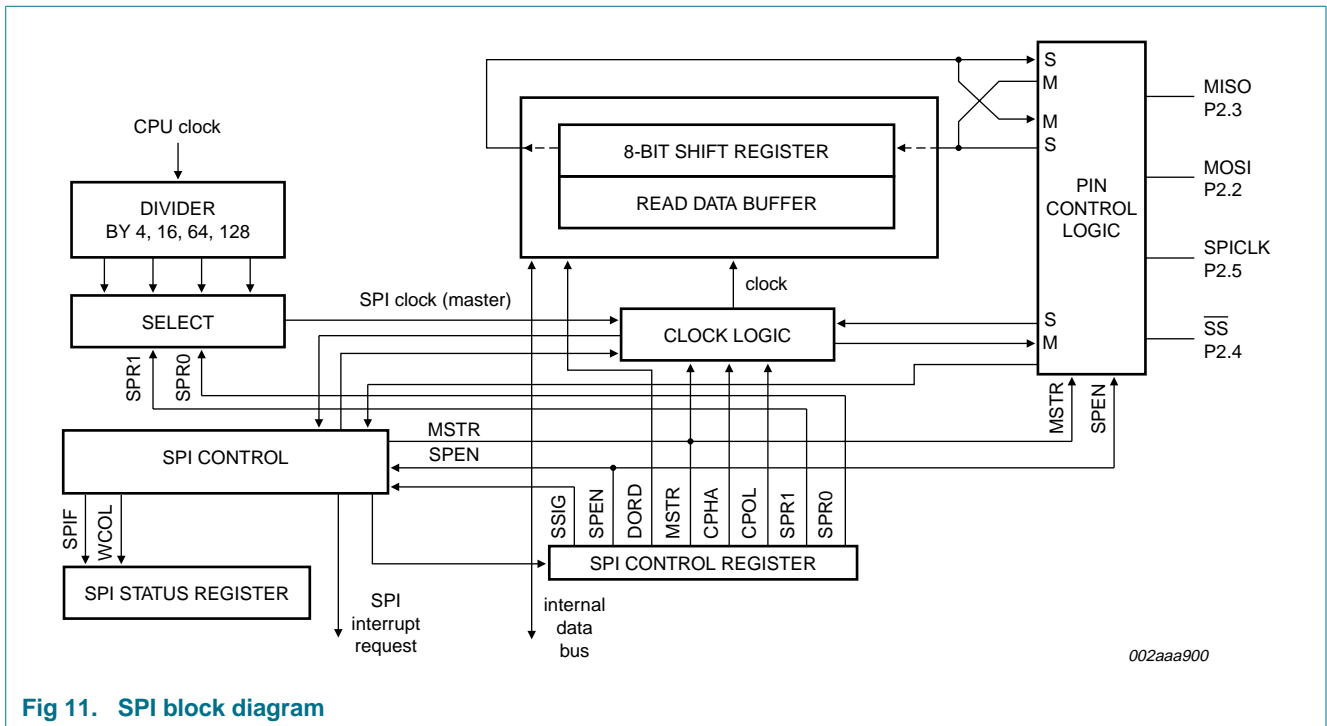 CPU clock
DIVIDER
BY 4, 16, 64, 128
SELECT
SPR1
SPR0
SPI clock (master)
8-BIT SHIFT REGISTER
READ DATA BUFFER
clock
CLOCK LOGIC
S
M
M
S
S
M
PIN
CONTROL
LOGIC
MISO
P2.3
MOSI
P2.2
SPICLK
P2.5
SS
P2.4
MSTR
SPEN
SPI CONTROL
MSTR
SPEN
SPIF
WCOL
SPI STATUS REGISTER
SPI
interrupt
request
SSIG
SPEN
DORD
MSTR
CPHA
CPOL
SPR1
SPR0
SPI CONTROL REGISTER
internal
data
bus
002aaa900
Fig 11. SPI block diagram